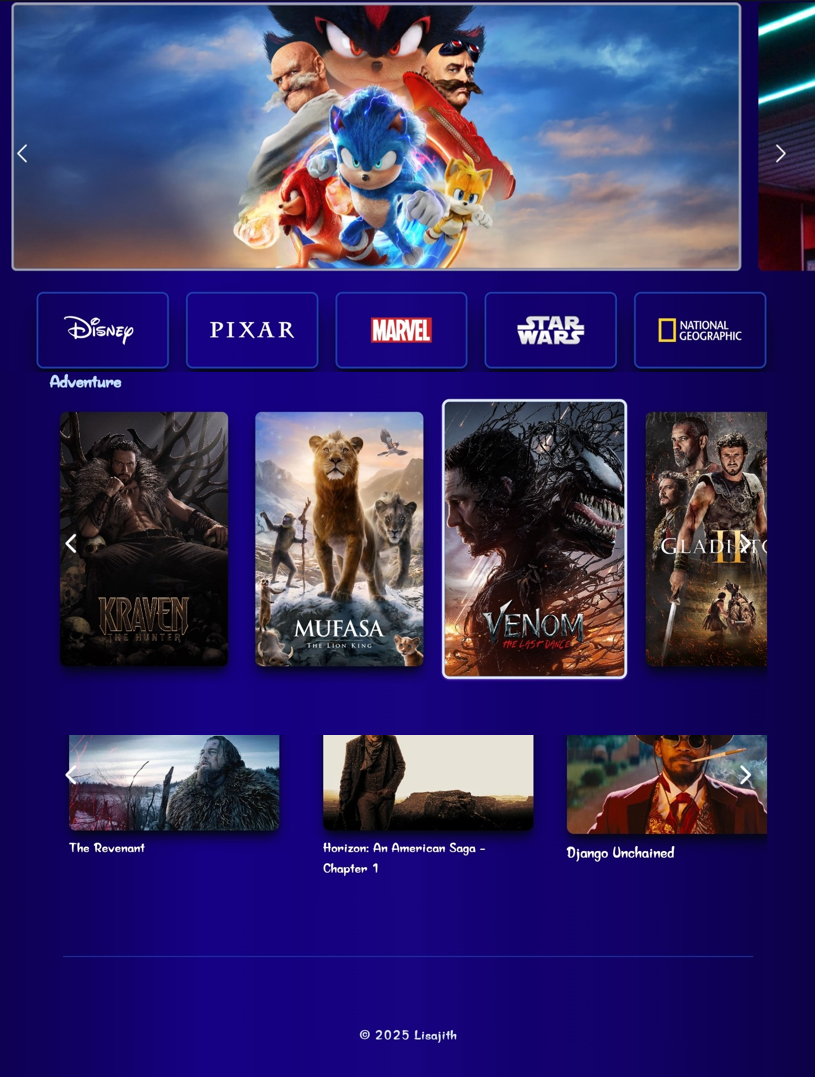 DISNEY
PIXAR
MARVEL
STAR
WARS
NATIONAL
GEOGRAPHIC
Adventure
KRAVEN
THE HUNTER
MUFASA
THE LION KING
VENOM
THE LAST DANCE
GLADIATO
II
The Revenant
Horizon: An American Saga -
Chapter 1
Django Unchained
© 2025 Lisajith